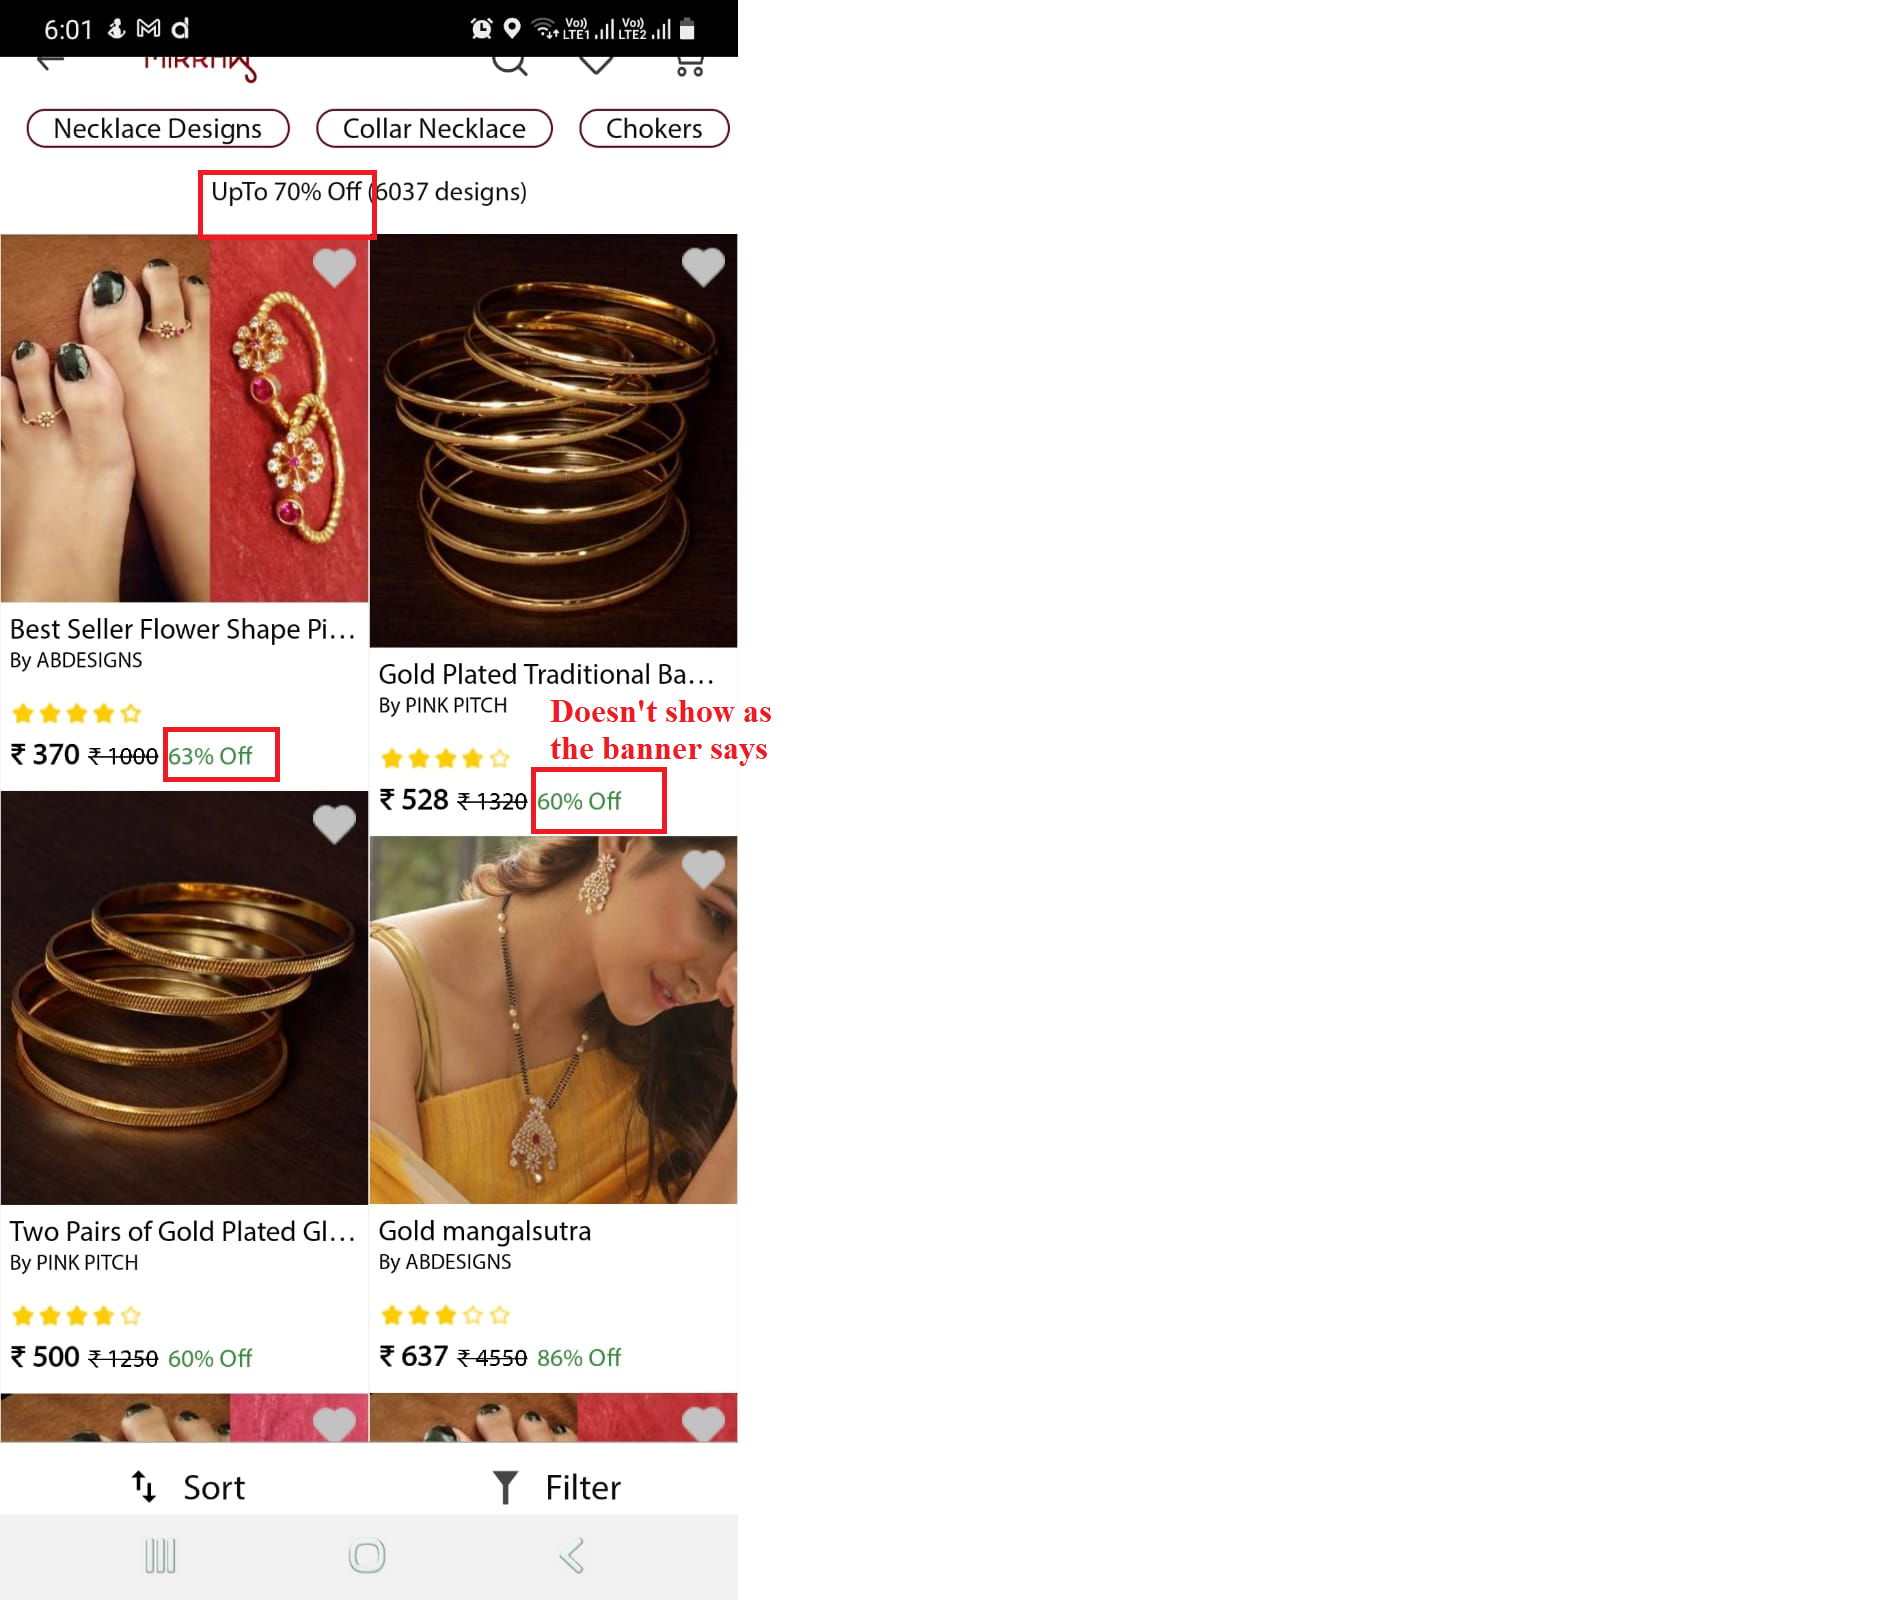 6:01
Vo)) LTE1 Vo)) LTE2
Necklace Designs Collar Necklace Chokers
UpTo 70% Off (6037 designs)
Best Seller Flower Shape Pi...
By ABDESIGNS
₹ 370 ₹ 1000 63% Off
Gold Plated Traditional Ba...
By PINK PITCH
Doesn't show as
the banner says
₹ 528 ₹ 1320 60% Off
Two Pairs of Gold Plated Gl...
By PINK PITCH
₹ 500 ₹ 1250 60% Off
Gold mangalsutra
By ABDESIGNS
₹ 637 ₹ 4550 86% Off
Sort Filter